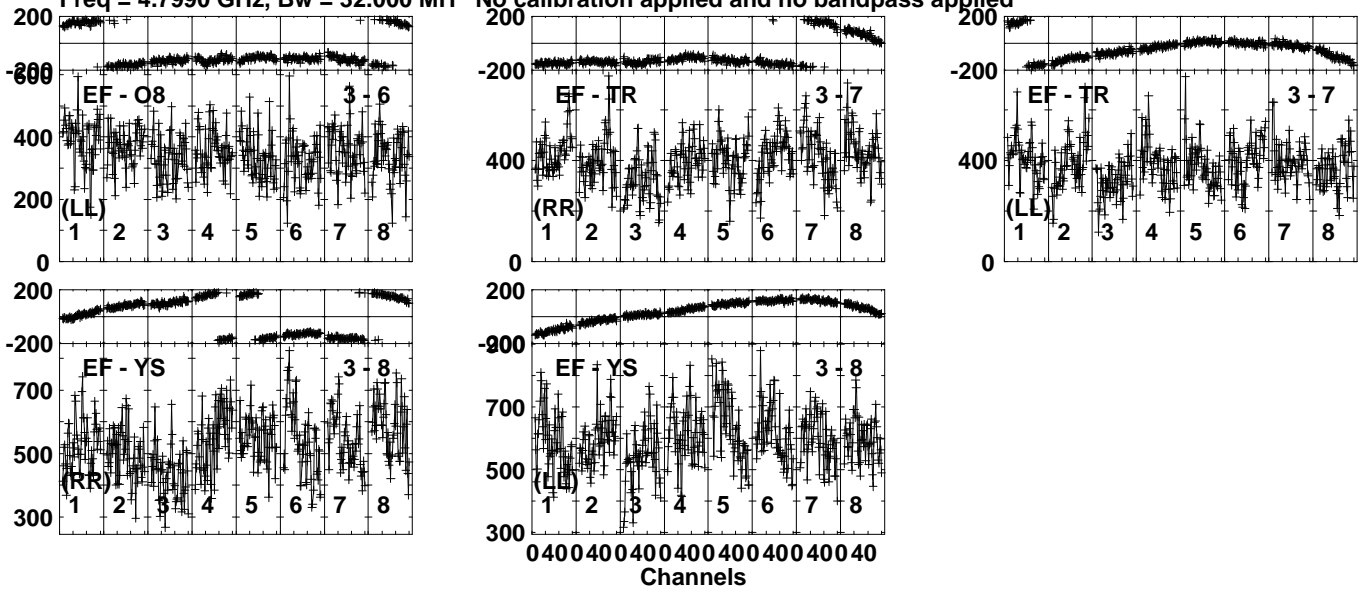 Freq = 4.7990 GHz, Bw = 32.000 MH No calibration applied and no bandpass applied
200 200 200
-200 -200 -200
600
EF - O8 3 - 6 EF - TR 3 - 7 EF - TR 3 - 7
400 400 400
200
(LL) (RR) (LL)
1 2 3 4 5 6 7 8 1 2 3 4 5 6 7 8 1 2 3 4 5 6 7 8
0 0 0
200 200
-200 -200
900
EF - YS 3 - 8 EF - YS 3 - 8
700 700
500 500
(RR) (LL)
1 2 3 4 5 6 7 8 1 2 3 4 5 6 7 8
300 300
0 40 0 40 0 40 0 40 0 40 0 40 0 40 0 40
Channels